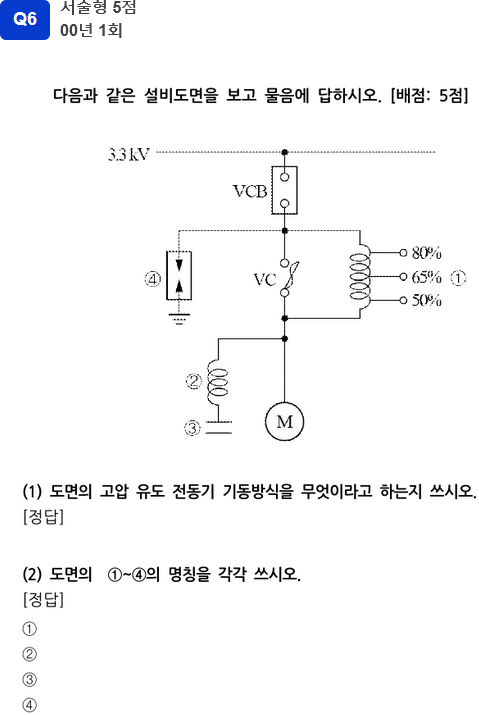 Q6
서술형 5점
00년 1회
다음과 같은 설비도면을 보고 물음에 답하시오. [배점: 5점]
3.3 kV
VCB
80%
④ VC 65% ①
50%
②
③ M
(1) 도면의 고압 유도 전동기 기동방식을 무엇이라고 하는지 쓰시오.
[정답]
(2) 도면의 ①~④의 명칭을 각각 쓰시오.
[정답]
①
②
③
④